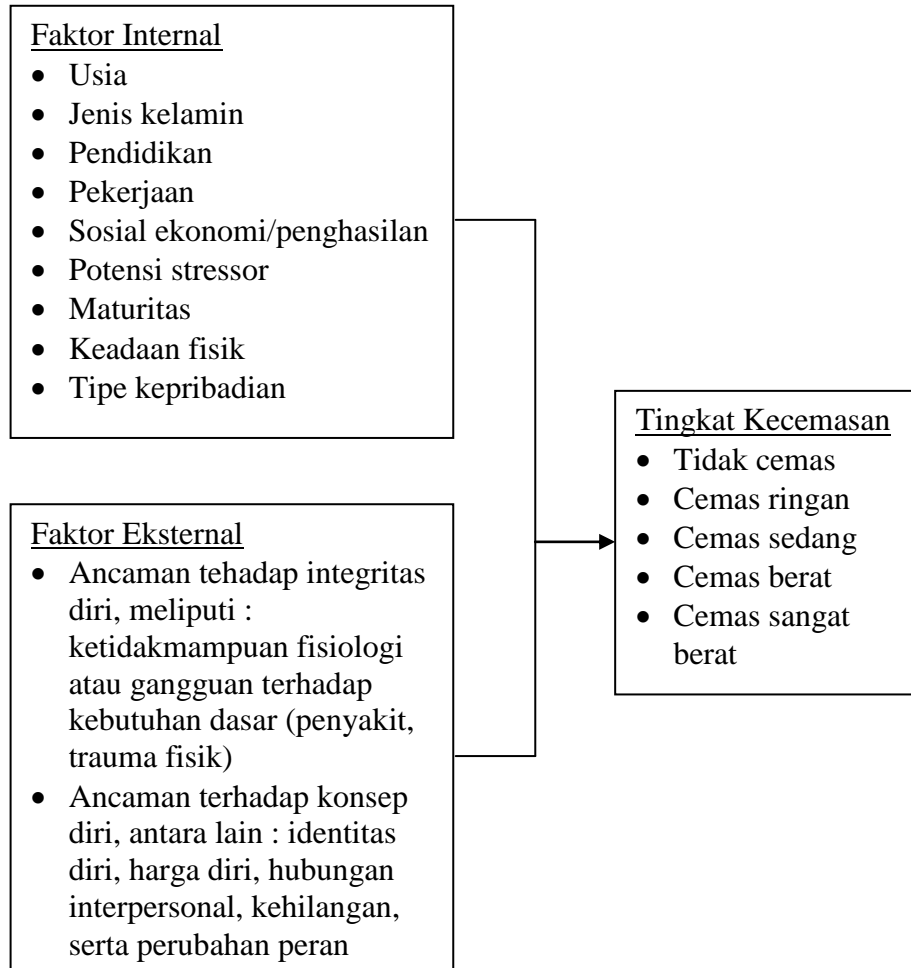 Faktor Internal
• Usia
• Jenis kelamin
• Pendidikan
• Pekerjaan
• Sosial ekonomi/penghasilan
• Potensi stressor
• Maturitas
• Keadaan fisik
• Tipe kepribadian
Faktor Eksternal
• Ancaman tehadap integritas
diri, meliputi :
ketidakmampuan fisiologi
atau gangguan terhadap
kebutuhan dasar (penyakit,
trauma fisik)
• Ancaman terhadap konsep
diri, antara lain : identitas
diri, harga diri, hubungan
interpersonal, kehilangan,
serta perubahan peran
Tingkat Kecemasan
• Tidak cemas
• Cemas ringan
• Cemas sedang
• Cemas berat
• Cemas sangat
berat